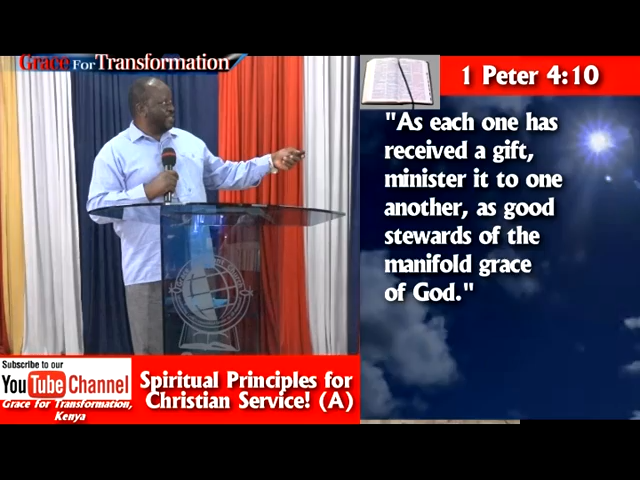 Grace For Transformation
1 Peter 4:10
"As each one has
received a gift,
minister it to one
another, as good
stewards of the
manifold grace
of God."
Subscribe to our
YouTube Channel
Grace For Transformation,
Kenya
Spiritual Principles for
Christian Service! (A)